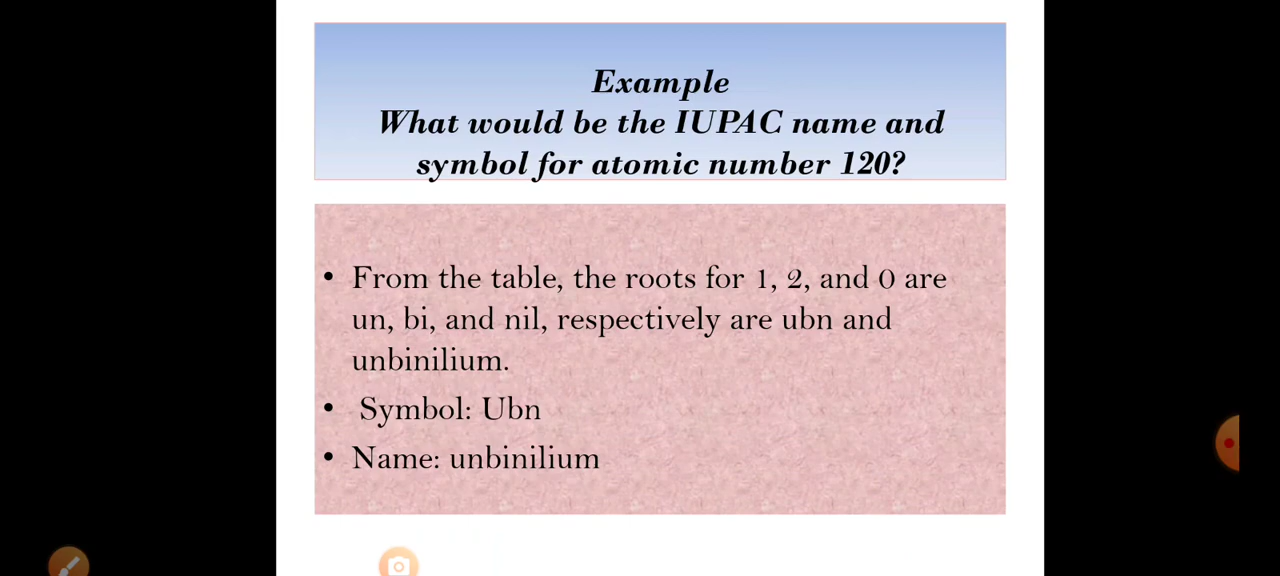 Example
What would be the IUPAC name and
symbol for atomic number 120?
• From the table, the roots for 1, 2, and 0 are
un, bi, and nil, respectively are ubn and
unbinilium.
• Symbol: Ubn
• Name: unbinilium